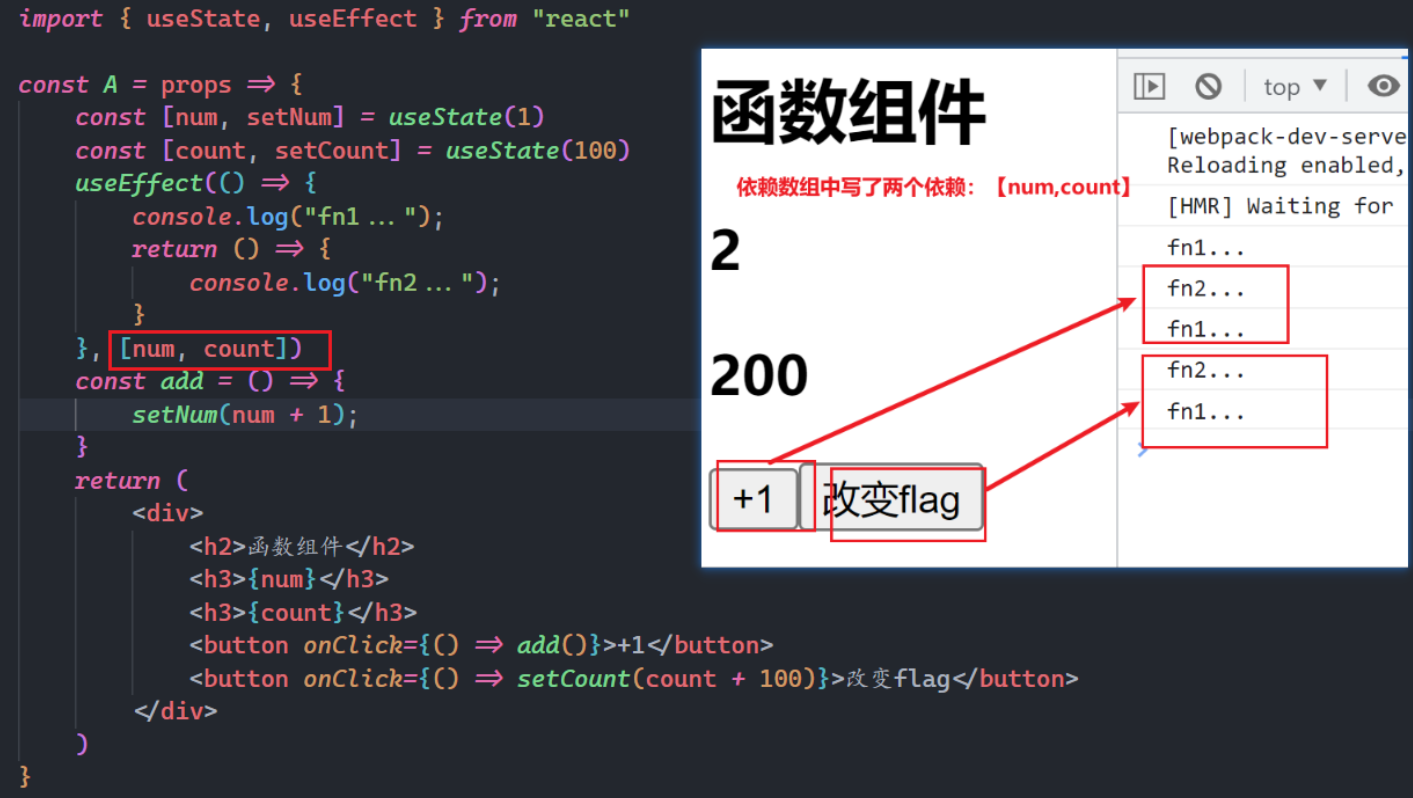 import { useState, useEffect } from "react"
const A = props => {
const [num, setNum] = useState(1)
const [count, setCount] = useState(100)
useEffect(() => {
console.log("fn1...");
return () => {
console.log("fn2...");
}
}, [num, count])
const add = () => {
setNum(num + 1);
}
return (
<div>
<h2>函数组件</h2>
<h3>{num}</h3>
<h3>{count}</h3>
<button onClick={() => add()}>+1</button>
<button onClick={() => setCount(count + 100)}>改变flag</button>
</div>
)
}
函数组件
依赖数组中写了两个依赖:【num,count】
2
200
+1 改变flag
top
[webpack-dev-serve
Reloading enabled,
[HMR] Waiting for
fn1...
fn2...
fn1...
fn2...
fn1...